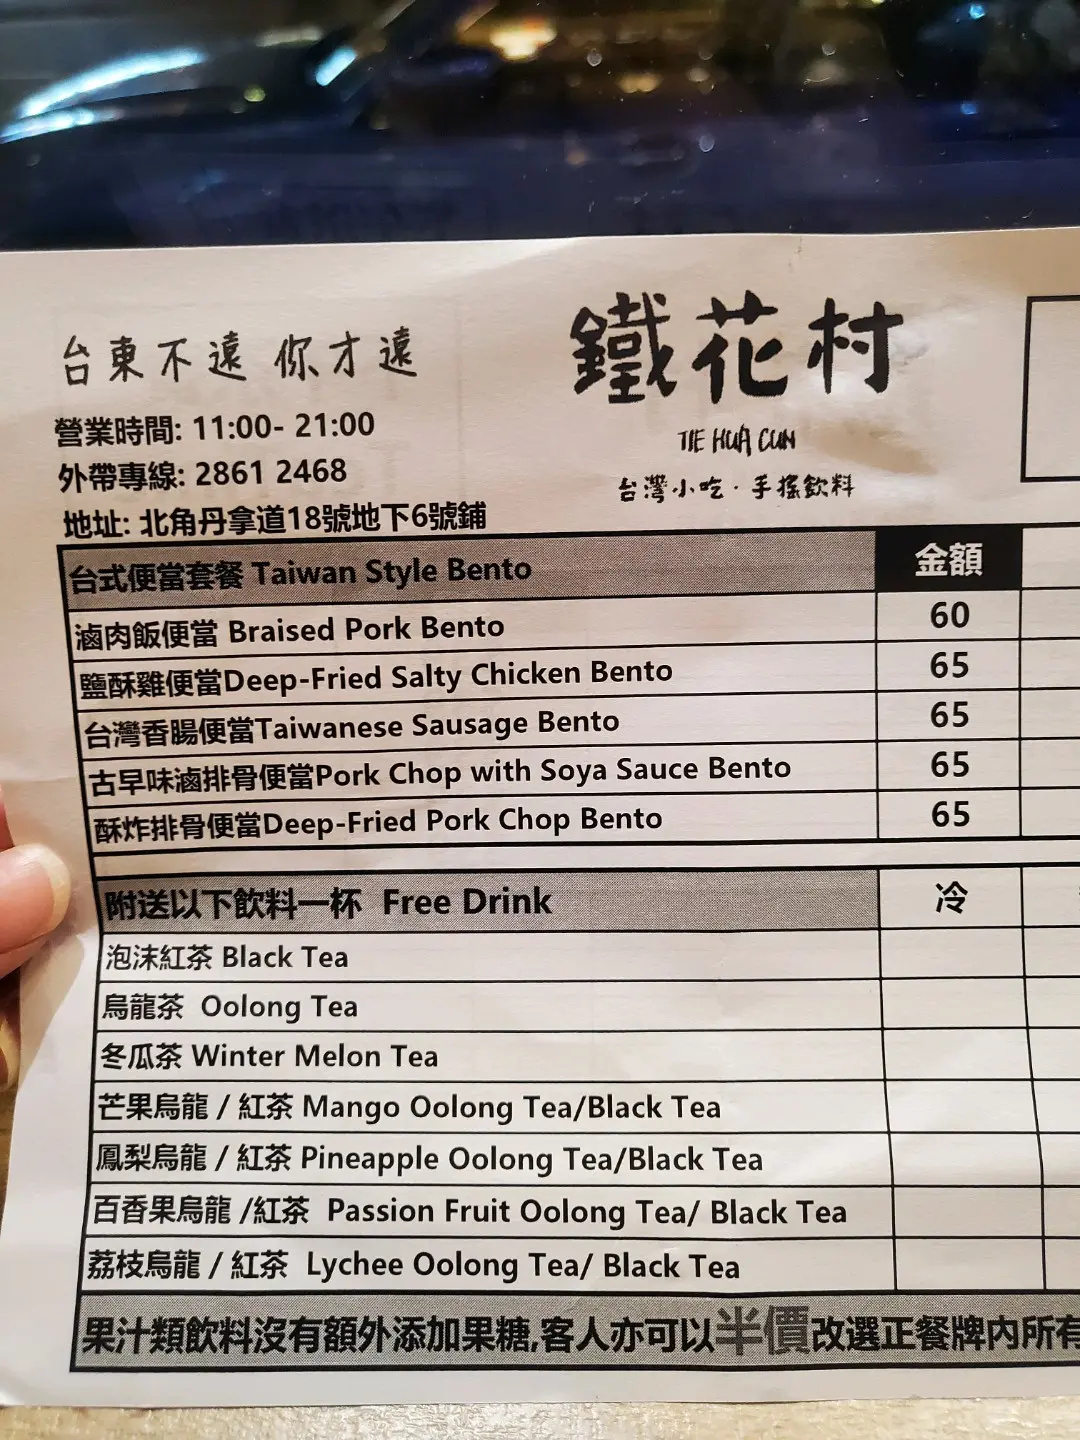 台東不遠 你才遠
鐵花村
TIE HUA CUN
台灣小吃·手搖飲料
營業時間: 11:00- 21:00
外帶專線: 2861 2468
地址: 北角丹拿道18號地下6號鋪
台式便當套餐 Taiwan Style Bento 金額
滷肉飯便當 Braised Pork Bento 60
鹽酥雞便當Deep-Fried Salty Chicken Bento 65
台灣香腸便當Taiwanese Sausage Bento 65
古早味滷排骨便當Pork Chop with Soya Sauce Bento 65
酥炸排骨便當Deep-Fried Pork Chop Bento 65
附送以下飲料一杯 Free Drink 冷
泡沫紅茶 Black Tea
烏龍茶 Oolong Tea
冬瓜茶 Winter Melon Tea
芒果烏龍 / 紅茶 Mango Oolong Tea/Black Tea
鳳梨烏龍 / 紅茶 Pineapple Oolong Tea/Black Tea
百香果烏龍 /紅茶 Passion Fruit Oolong Tea/ Black Tea
荔枝烏龍 / 紅茶 Lychee Oolong Tea/ Black Tea
果汁類飲料沒有額外添加果糖,客人亦可以半價改選正餐牌內所有